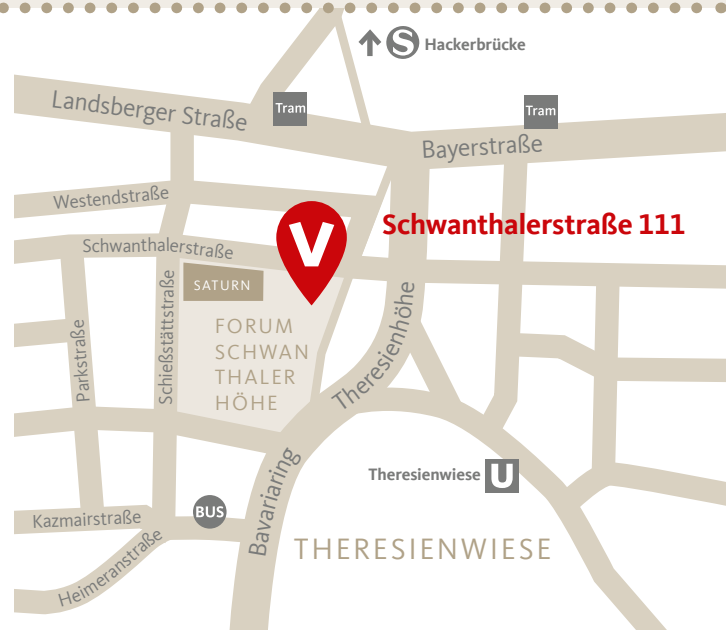 S Hackerbrücke
Tram
Tram
Landsberger Straße
Bayerstraße
Westendstraße
V
Schwanthalerstraße 111
Schwanthalerstraße
SATURN
FORUM
SCHWAN
THALER
HÖHE
Schießstättstraße
Parkstraße
Theresienhöhe
Theresienwiese U
Bavariaring
BUS
Kazmairstraße
THERESIENWIESE
Heimeranstraße